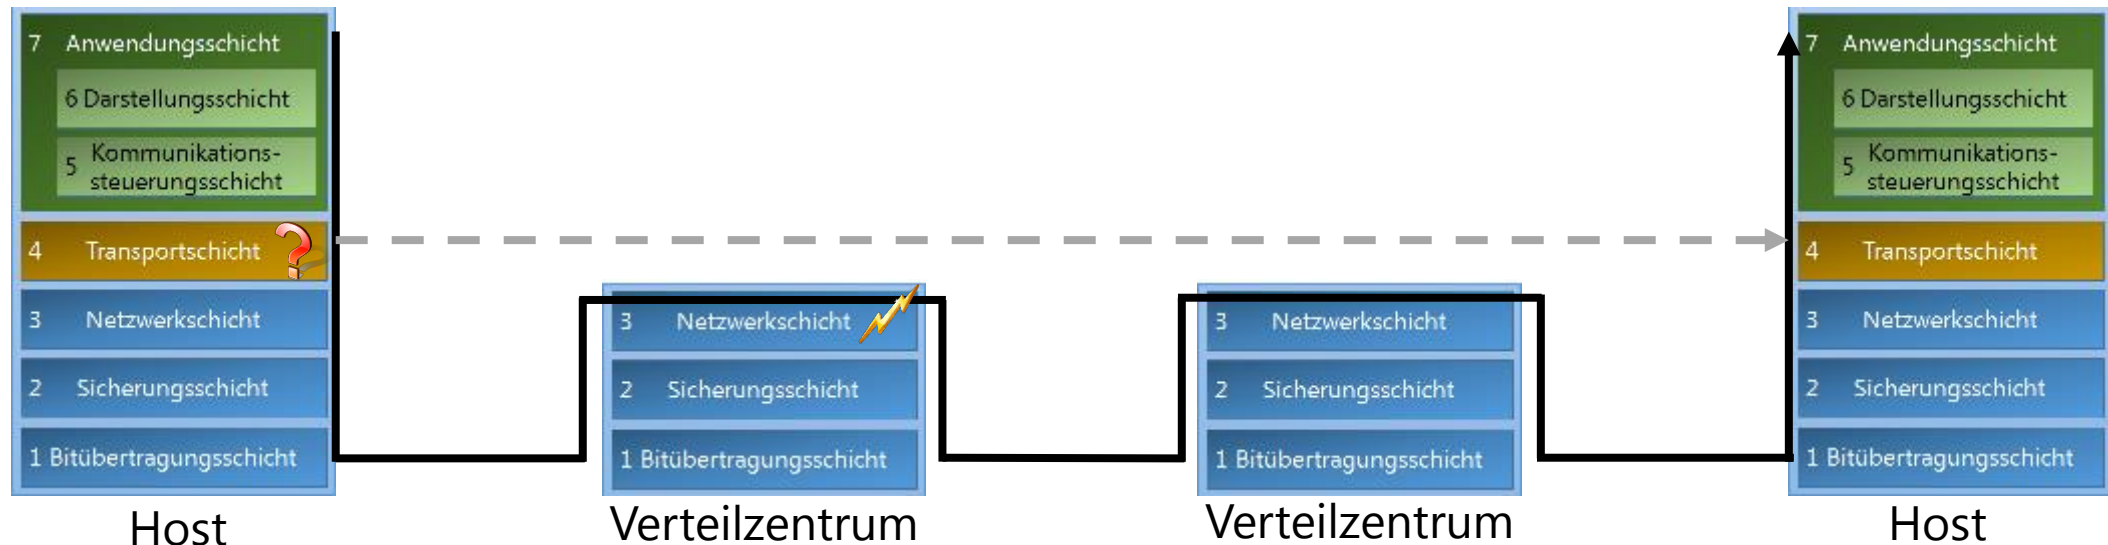 7 Anwendungsschicht
6 Darstellungsschicht
5 Kommunikations-
steuerungsschicht
4 Transportschicht
?
3 Netzwerkschicht
2 Sicherungsschicht
1 Bitübertragungsschicht
Host
3 Netzwerkschicht
2 Sicherungsschicht
1 Bitübertragungsschicht
Verteilzentrum
3 Netzwerkschicht
2 Sicherungsschicht
1 Bitübertragungsschicht
Verteilzentrum
7 Anwendungsschicht
6 Darstellungsschicht
5 Kommunikations-
steuerungsschicht
4 Transportschicht
3 Netzwerkschicht
2 Sicherungsschicht
1 Bitübertragungsschicht
Host